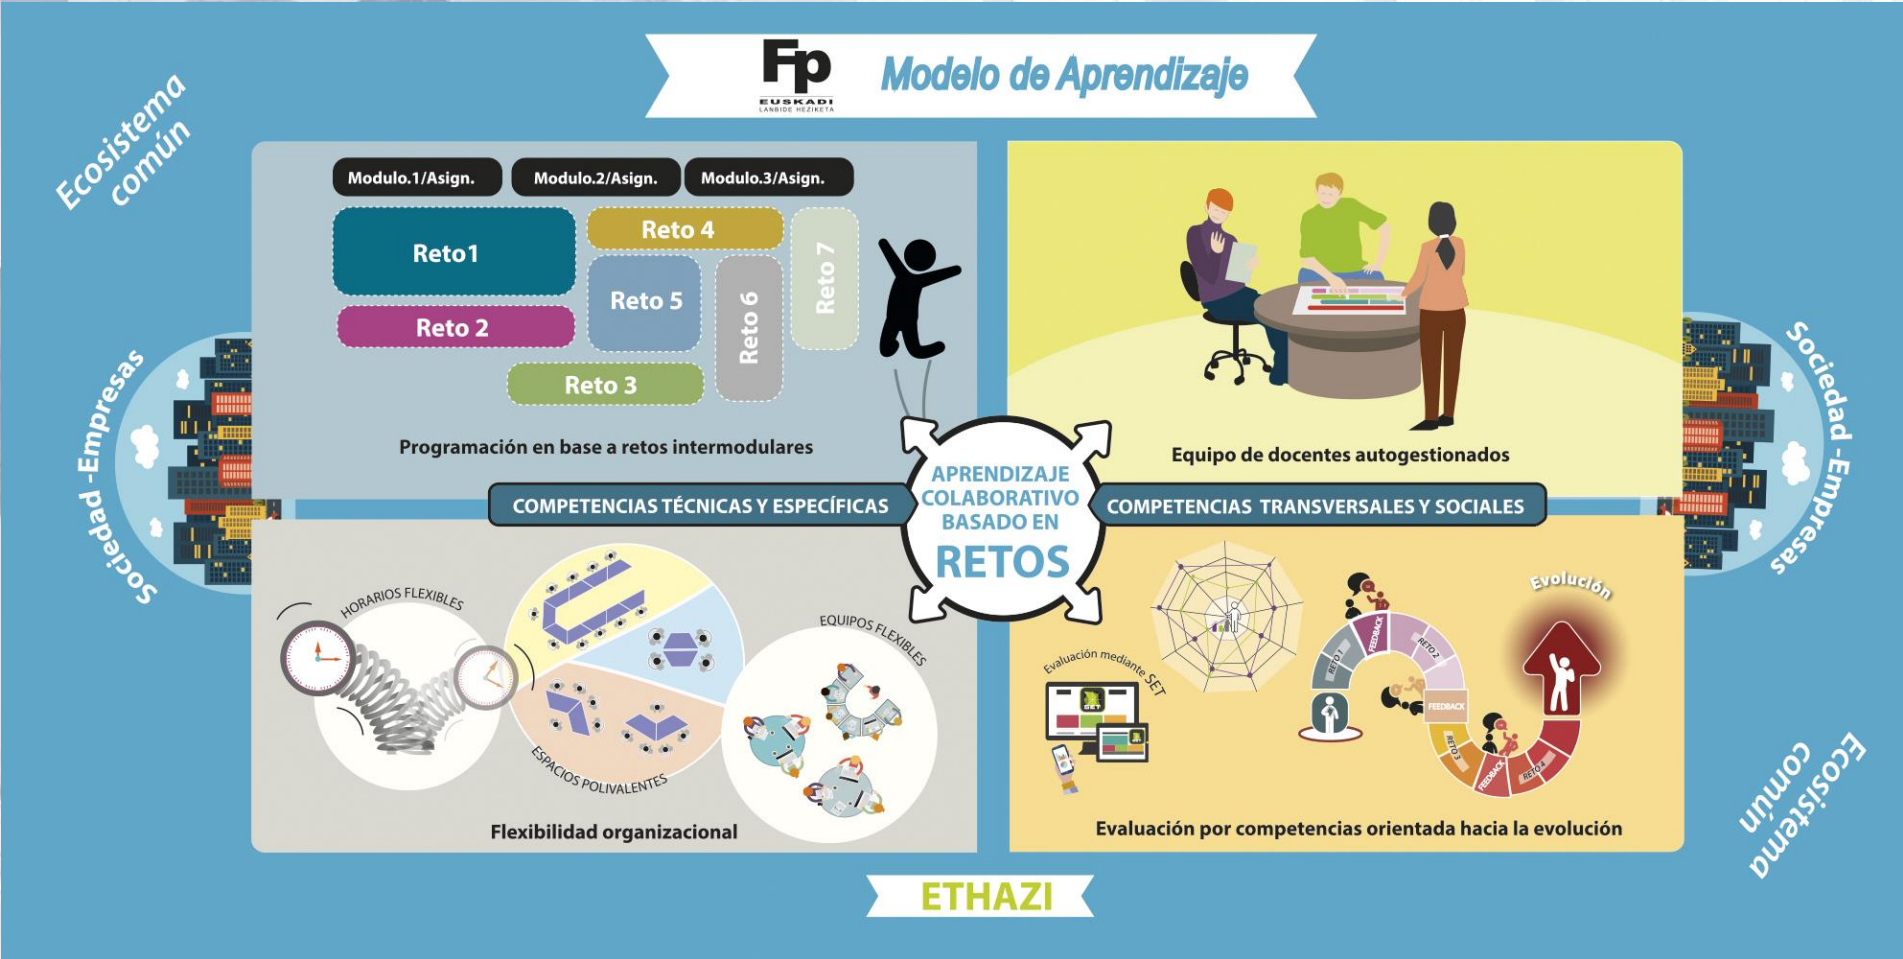 Fp
EUSKADI
LANBIDE HEZIKETA
Modelo de Aprendizaje
Ecosistema
común
Modulo.1/Asign.
Modulo.2/Asign.
Modulo.3/Asign.
Reto1
Reto 2
Reto 3
Reto 4
Reto 5
Reto 6
Reto 7
Programación en base a retos intermodulares
Equipo de docentes autogestionados
Sociedad -Empresas
Sociedad -Empresas
COMPETENCIAS TÉCNICAS Y ESPECÍFICAS
APRENDIZAJE
COLABORATIVO
BASADO EN
RETOS
COMPETENCIAS TRANSVERSALES Y SOCIALES
HORARIOS FLEXIBLES
ESPACIOS POLIVALENTES
EQUIPOS FLEXIBLES
Flexibilidad organizacional
Evaluación mediante SET
SET
RETO 1
FEEDBACK
RETO 2
FEEDBACK
RETO 3
FEEDBACK
RETO 4
Evolución
Evaluación por competencias orientada hacia la evolución
Ecosistema
común
ETHAZI